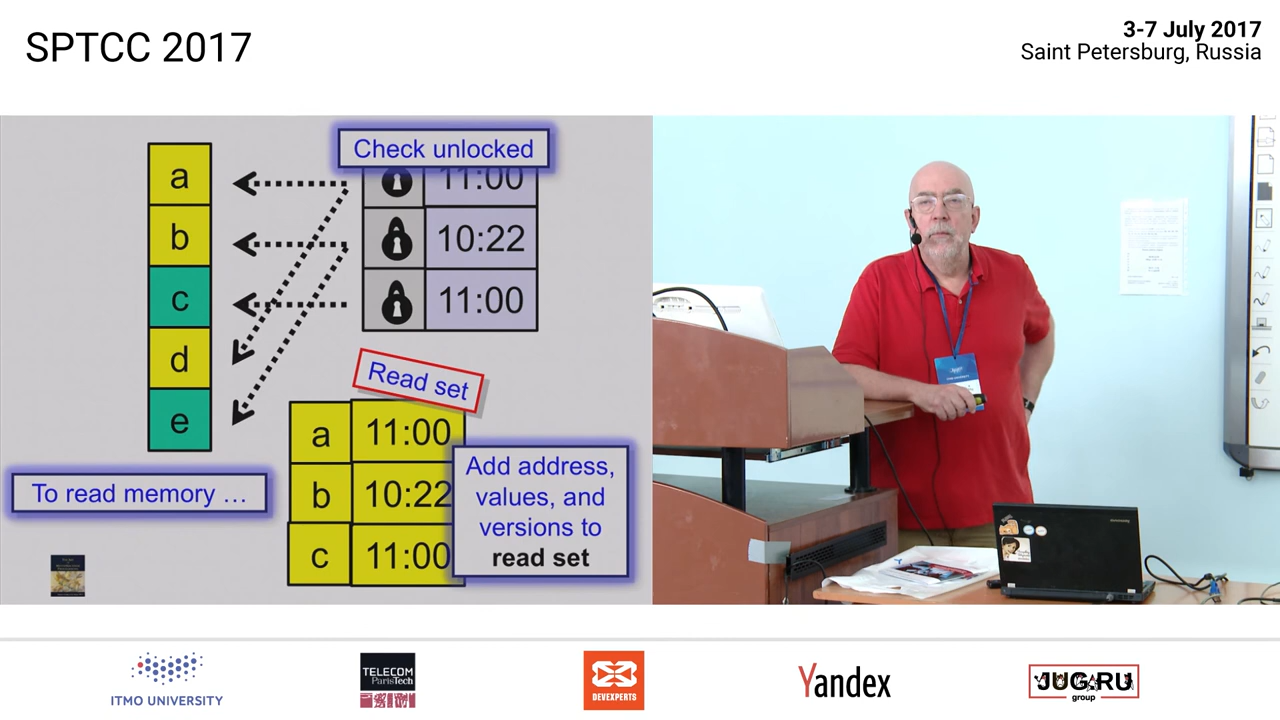 SPTCC 2017
3-7 July 2017
Saint Petersburg, Russia
Check unlocked
a
b
c
d
e
11:00
10:22
11:00
Read set
a 11:00
b 10:22
c 11:00
Add address,
values, and
versions to
read set
To read memory …
ITMO UNIVERSITY
TELECOM
ParisTech
DEVEXPERTS
Yandex
JUG.RU
group